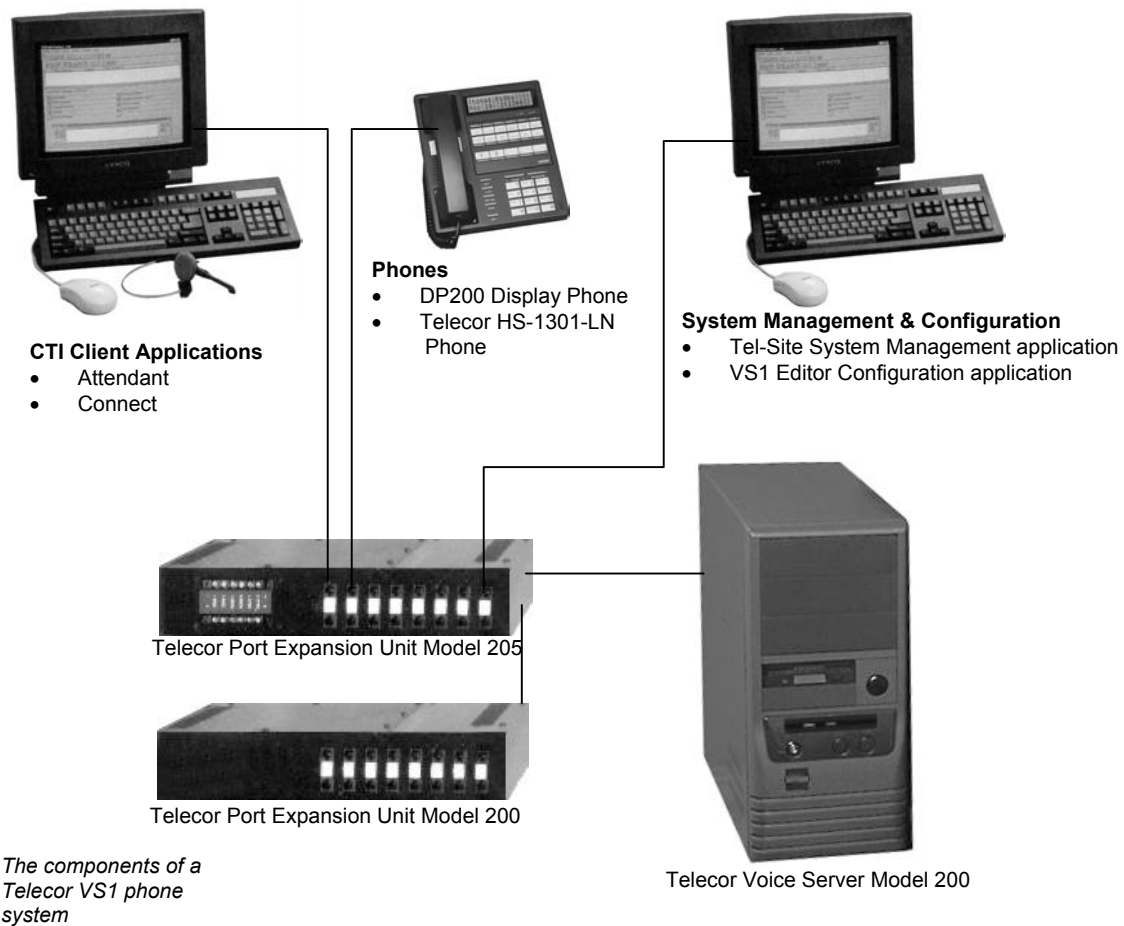 Phones
• DP200 Display Phone
• Telecor HS-1301-LN
Phone
System Management & Configuration
• Tel-Site System Management application
• VS1 Editor Configuration application
CTI Client Applications
• Attendant
• Connect
Telecor Port Expansion Unit Model 205
Telecor Port Expansion Unit Model 200
Telecor Voice Server Model 200
The components of a
Telecor VS1 phone
system